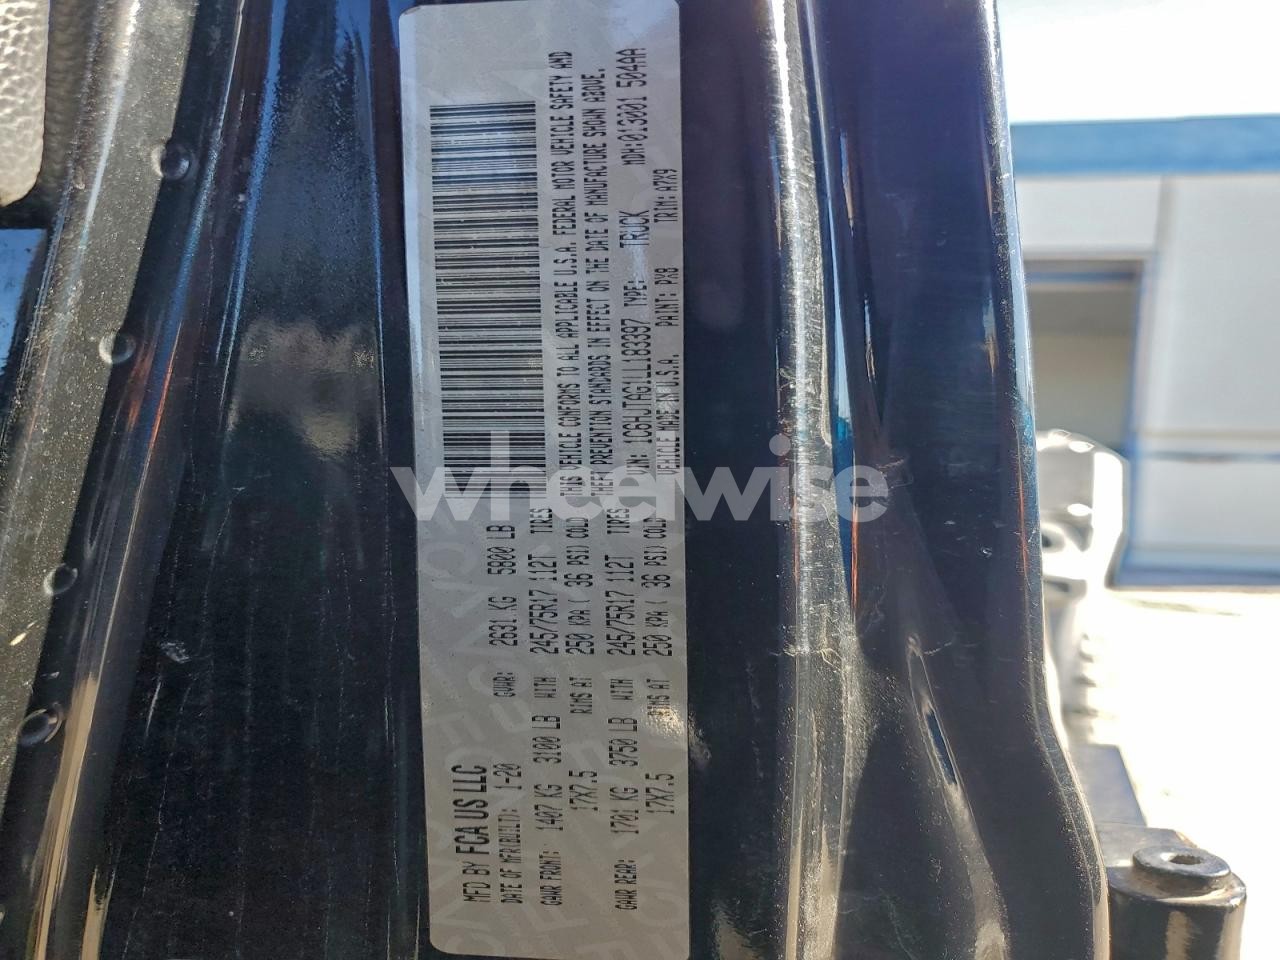 MFD BY FCA US LLC
DATE OF MFR(BUILT): 1-20 GVWR: 2631 KG 5800 LB
GAWR FRONT: 1407 KG 3100 LB WITH 245/75R17 112T TIRES
17X7.5 RIMS AT 250 KPA ( 36 PSI) COLD
GAWR REAR: 1701 KG 3750 LB WITH 245/75R17 112T TIRES
17X7.5 RIMS AT 250 KPA ( 36 PSI) COLD
THIS VEHICLE CONFORMS TO ALL APPLICABLE U.S.A. FEDERAL MOTOR VEHICLE SAFETY AND
THEFT PREVENTION STANDARDS IN EFFECT ON THE DATE OF MANUFACTURE SHOWN ABOVE.
VIN: 1C6HJTAG1LL183397 TYPE: TRUCK MDH:013001 504AA
VEHICLE MADE IN U.S.A. PAINT: PX8 TRIM: A7X9
wheelwise